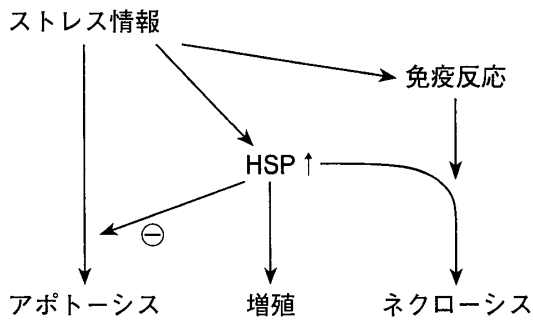 ストレス情報
免疫反応
HSP↑
⊖
アポトーシス
増殖
ネクローシス